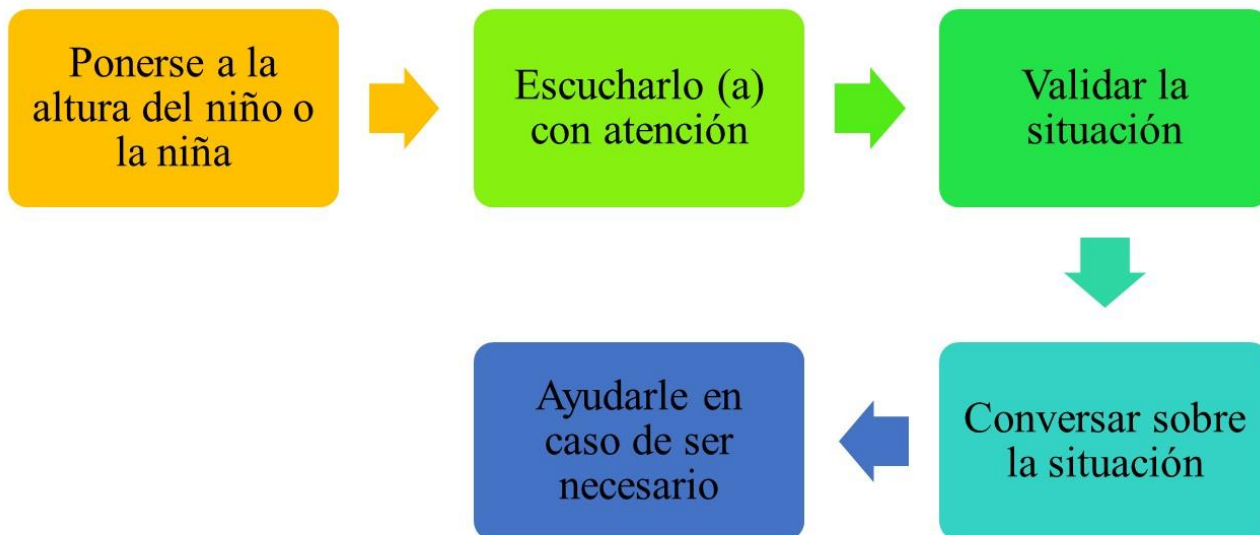 Ponerse a la
altura del niño o
la niña
Escucharlo (a)
con atención
Validar la
situación
Conversar sobre
la situación
Ayudarle en
caso de ser
necesario